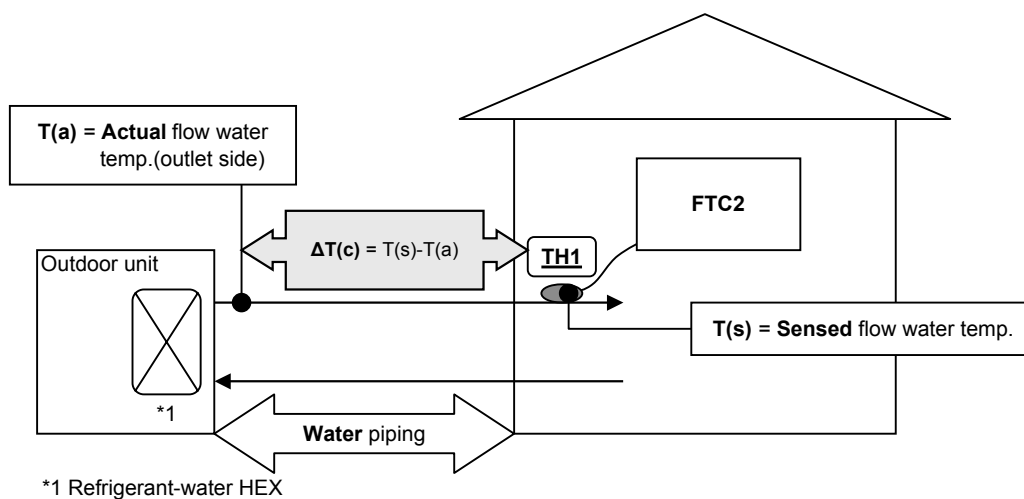 T(a) = Actual flow water
temp.(outlet side)
FTC2
ΔT(c) = T(s)-T(a)
TH1
Outdoor unit
T(s) = Sensed flow water temp.
*1
Water piping
*1 Refrigerant-water HEX